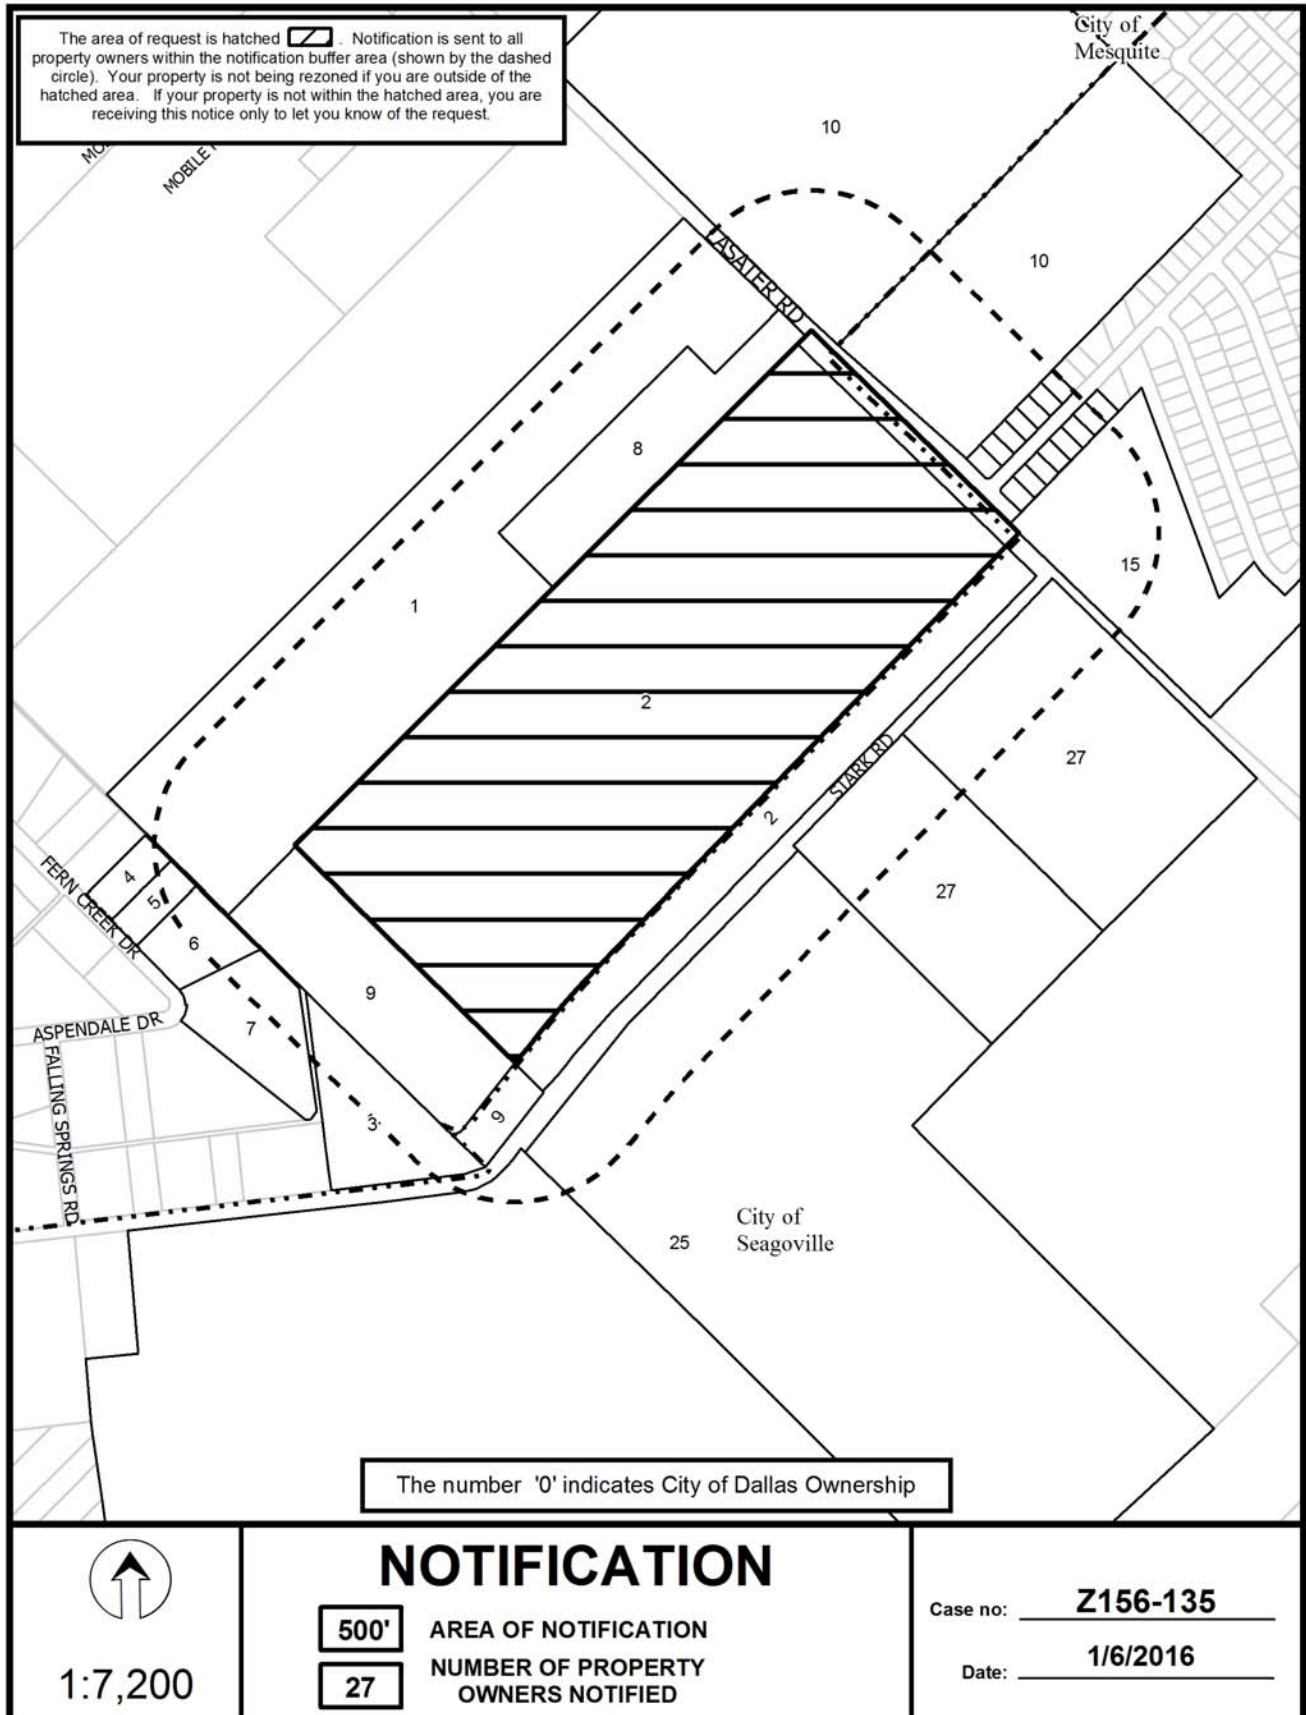 The area of request is hatched . Notification is sent to all
property owners within the notification buffer area (shown by the dashed
circle). Your property is not being rezoned if you are outside of the
hatched area. If your property is not within the hatched area, you are
receiving this notice only to let you know of the request.
City of
Mesquite
10
10
LASATER RD
8
15
1
2
27
STARK RD
2
27
4
5
6
FERN CREEK DR
9
7
ASPENDALE DR
FALLING SPRINGS RD
3
9
City of
Seagoville
25
The number '0' indicates City of Dallas Ownership
1:7,200
NOTIFICATION
500' AREA OF NOTIFICATION
27 NUMBER OF PROPERTY
OWNERS NOTIFIED
Case no: Z156-135
Date: 1/6/2016